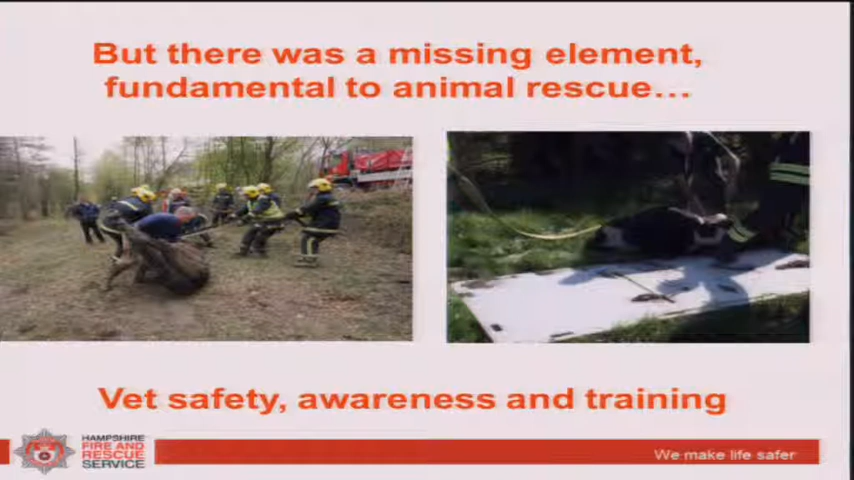 But there was a missing element,
fundamental to animal rescue...
Vet safety, awareness and training
HAMPSHIRE
FIRE AND
RESCUE
SERVICE
We make life safer